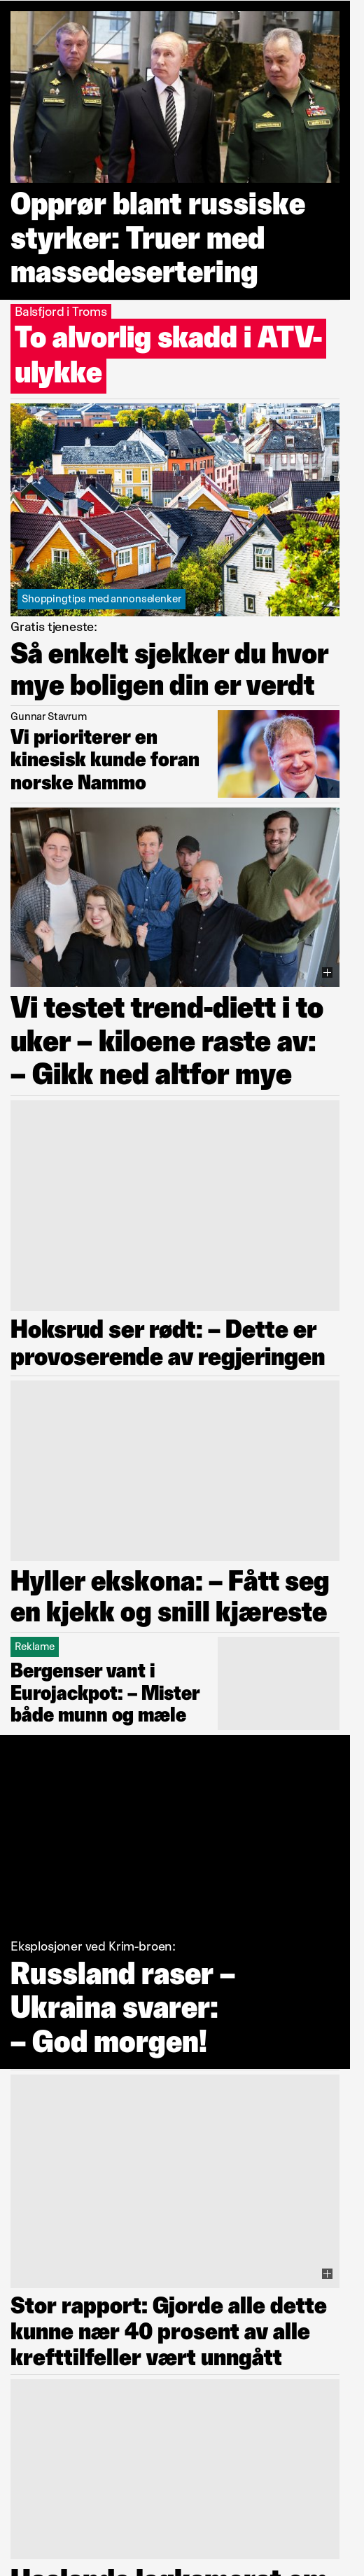 Opprør blant russiske
styrker: Truer med
massedesertering
Balsfjord i Troms
To alvorlig skadd i ATV-
ulykke
Shoppingtips med annonselenker
Gratis tjeneste:
Så enkelt sjekker du hvor
mye boligen din er verdt
Gunnar Stavrum
Vi prioriterer en
kinesisk kunde foran
norske Nammo
Vi testet trend-diett i to
uker – kiloene raste av:
– Gikk ned altfor mye
Hoksrud ser rødt: – Dette er
provoserende av regjeringen
Hyller ekskona: – Fått seg
en kjekk og snill kjæreste
Reklame
Bergenser vant i
Eurojackpot: – Mister
både munn og mæle
Eksplosjoner ved Krim-broen:
Russland raser –
Ukraina svarer:
– God morgen!
Stor rapport: Gjorde alle dette
kunne nær 40 prosent av alle
krefttilfeller vært unngått